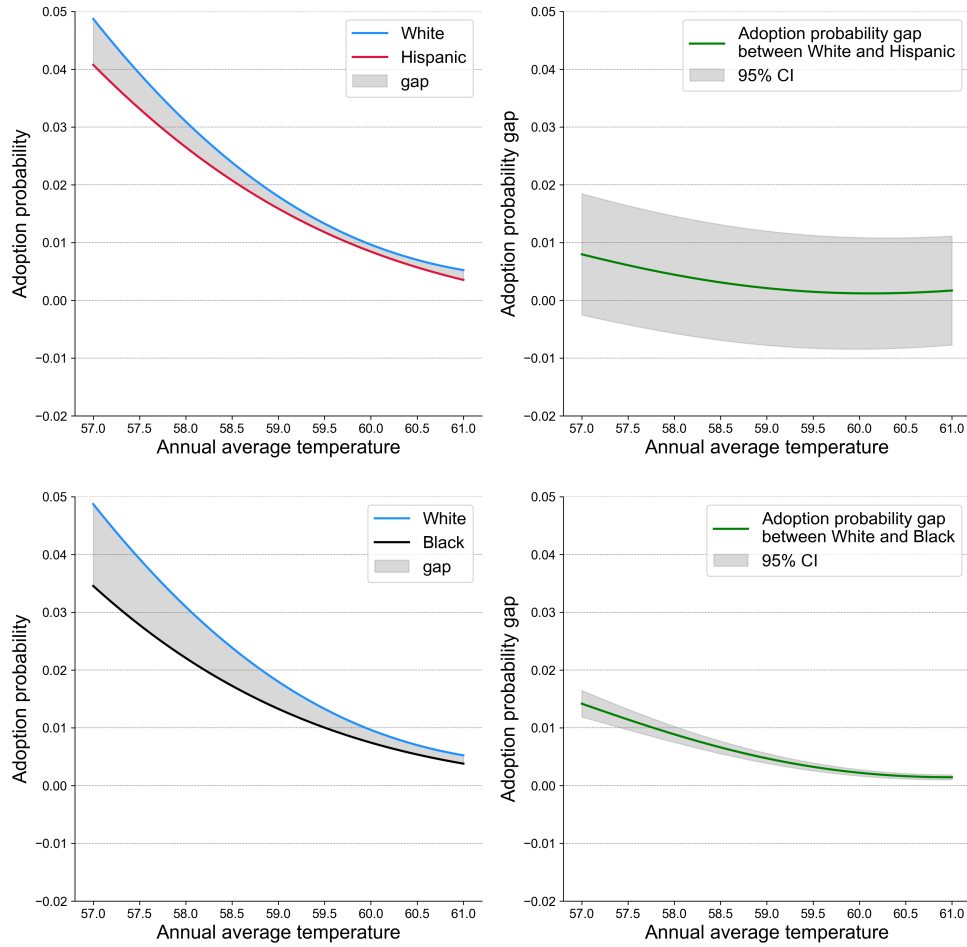 0.05
0.04
0.03
0.02
0.01
0.00
−0.01
−0.02
Adoption probability
White
Hispanic
gap
57.0 57.5 58.0 58.5 59.0 59.5 60.0 60.5 61.0
Annual average temperature
0.05
0.04
0.03
0.02
0.01
0.00
−0.01
−0.02
Adoption probability gap
Adoption probability gap
between White and Hispanic
95% CI
57.0 57.5 58.0 58.5 59.0 59.5 60.0 60.5 61.0
Annual average temperature
0.05
0.04
0.03
0.02
0.01
0.00
−0.01
−0.02
Adoption probability
White
Black
gap
57.0 57.5 58.0 58.5 59.0 59.5 60.0 60.5 61.0
Annual average temperature
0.05
0.04
0.03
0.02
0.01
0.00
−0.01
−0.02
Adoption probability gap
Adoption probability gap
between White and Black
95% CI
57.0 57.5 58.0 58.5 59.0 59.5 60.0 60.5 61.0
Annual average temperature